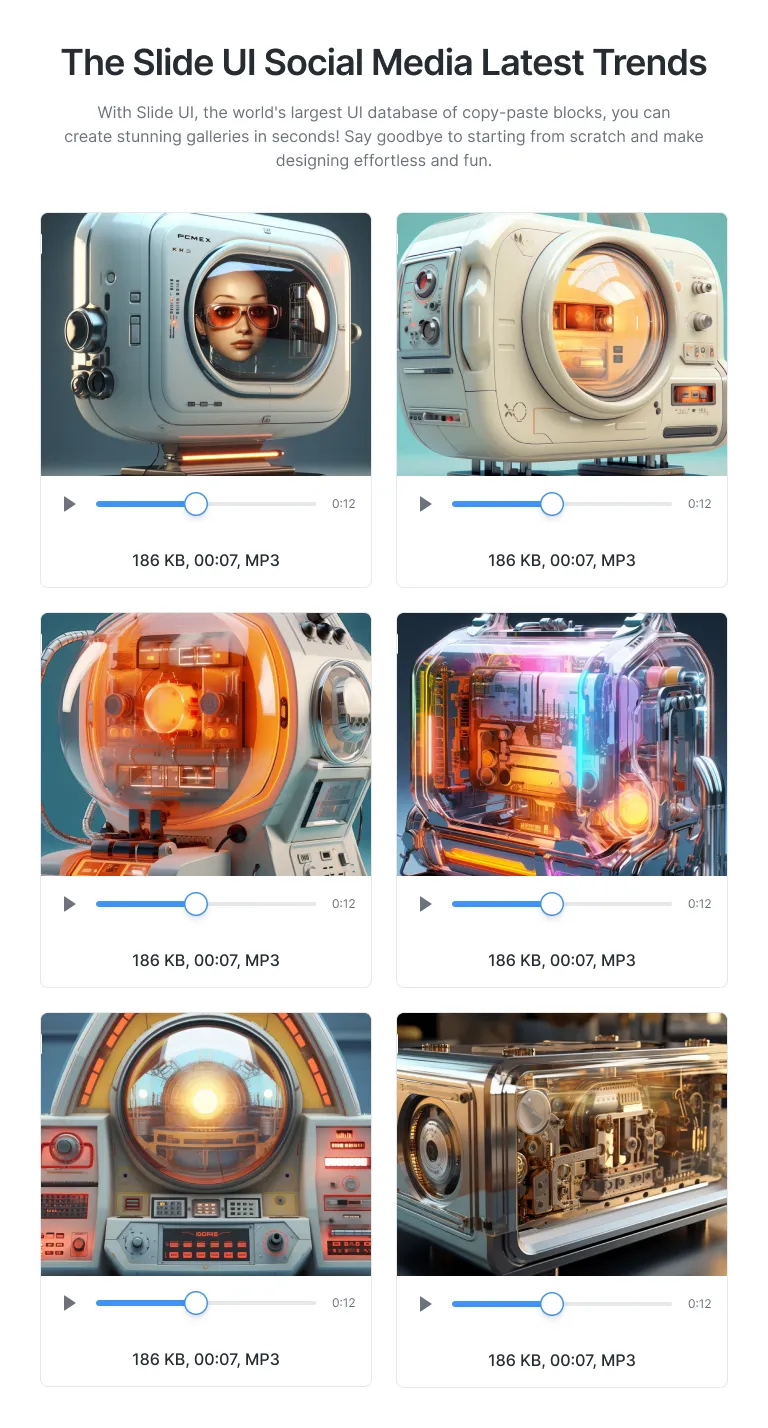 The Slide UI Social Media Latest Trends
With Slide UI, the world's largest UI database of copy-paste blocks, you can
create stunning galleries in seconds! Say goodbye to starting from scratch and make
designing effortless and fun.
PCMEX
0:12
0:12
186 KB, 00:07, MP3
186 KB, 00:07, MP3
0:12
0:12
186 KB, 00:07, MP3
186 KB, 00:07, MP3
0:12
0:12
186 KB, 00:07, MP3
186 KB, 00:07, MP3